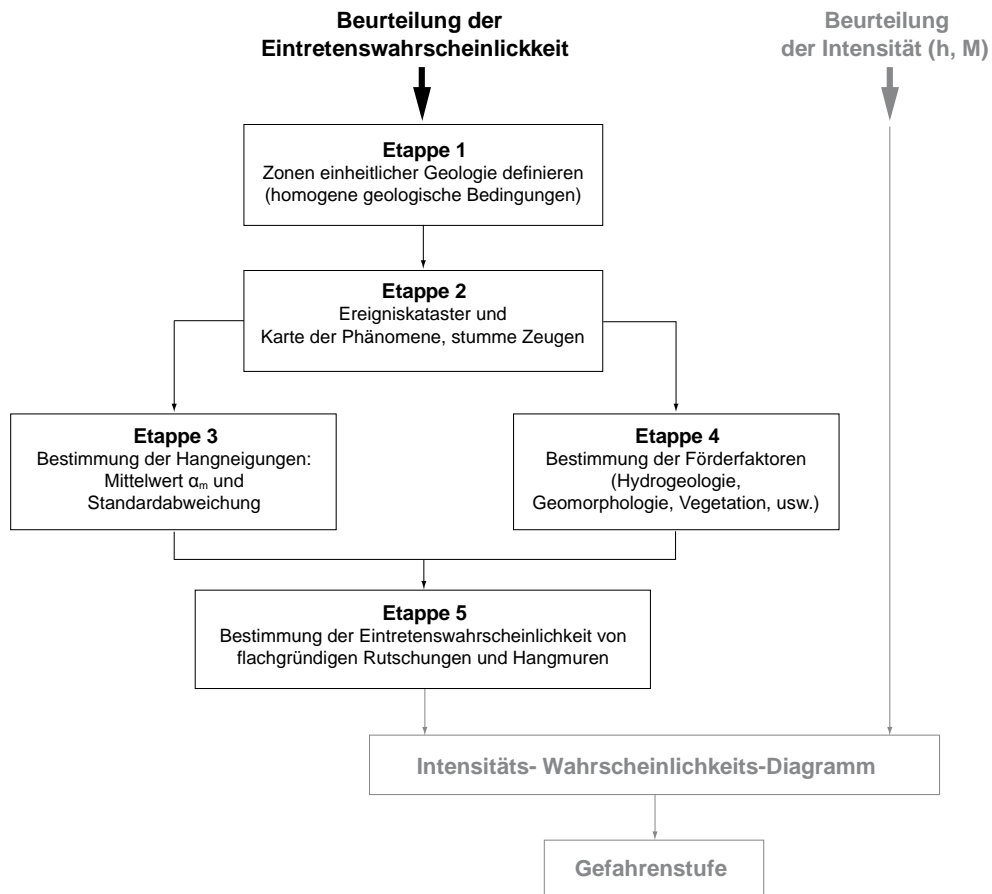 Beurteilung der
Eintretenswahrscheinlickkeit
Beurteilung
der Intensität (h, M)
Etappe 1
Zonen einheitlicher Geologie definieren
(homogene geologische Bedingungen)
Etappe 2
Ereigniskataster und
Karte der Phänomene, stumme Zeugen
Etappe 3
Bestimmung der Hangneigungen:
Mittelwert αₘ und
Standardabweichung
Etappe 4
Bestimmung der Förderfaktoren
(Hydrogeologie,
Geomorphologie, Vegetation, usw.)
Etappe 5
Bestimmung der Eintretenswahrscheinlichkeit von
flachgründigen Rutschungen und Hangmuren
Intensitäts- Wahrscheinlichkeits-Diagramm
Gefahrenstufe